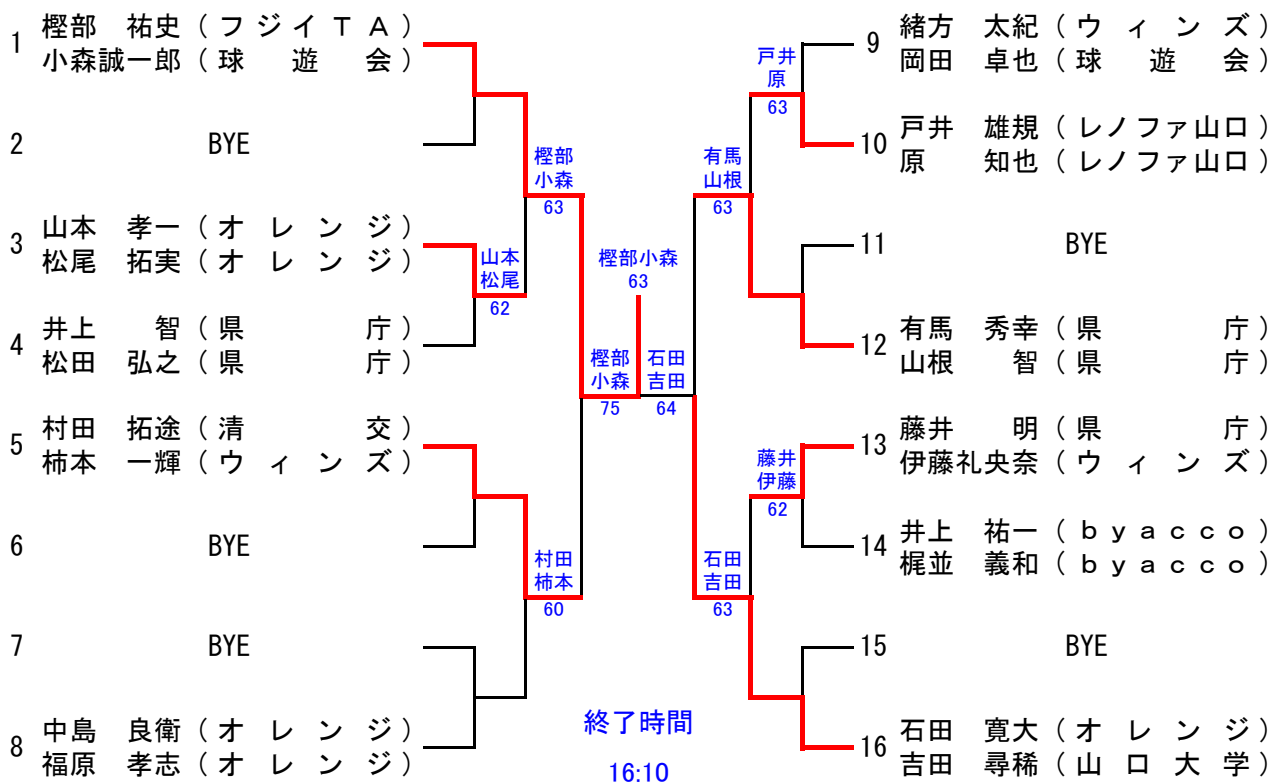 1 樫部　祐史（フジイＴＡ）
小森誠一郎（球　遊　会）
2 BYE
3 山本　孝一（オレンジ）
松尾　拓実（オレンジ）
4 井上　　智（県　　庁）
松田　弘之（県　　庁）
5 村田　拓途（清　　交）
柿本　一輝（ウィンズ）
6 BYE
7 BYE
8 中島　良衛（オレンジ）
福原　孝志（オレンジ）
山本
松尾
62
樫部
小森
63
村田
柿本
60
樫部
小森
75
樫部小森
63
石田
吉田
64
有馬
山根
63
石田
吉田
63
戸井
原
63
藤井
伊藤
62
9 緒方　太紀（ウィンズ）
岡田　卓也（球　遊　会）
10 戸井　雄規（レノファ山口）
原　　知也（レノファ山口）
11 BYE
12 有馬　秀幸（県　　庁）
山根　　智（県　　庁）
13 藤井　　明（県　　庁）
伊藤礼央奈（ウィンズ）
14 井上　祐一（ｂｙａｃｃｏ）
梶並　義和（ｂｙａｃｃｏ）
15 BYE
16 石田　寛大（オレンジ）
吉田　尋稀（山口大学）
終了時間
16:10